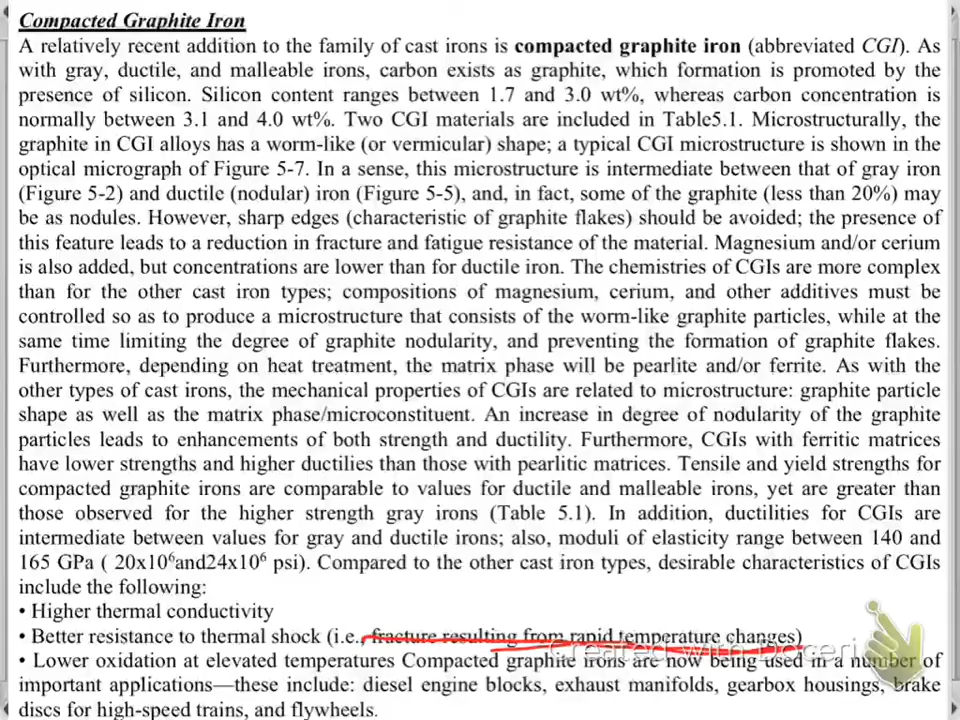 Compacted Graphite Iron
A relatively recent addition to the family of cast irons is compacted graphite iron (abbreviated CGI). As
with gray, ductile, and malleable irons, carbon exists as graphite, which formation is promoted by the
presence of silicon. Silicon content ranges between 1.7 and 3.0 wt%, whereas carbon concentration is
normally between 3.1 and 4.0 wt%. Two CGI materials are included in Table5.1. Microstructurally, the
graphite in CGI alloys has a worm-like (or vermicular) shape; a typical CGI microstructure is shown in the
optical micrograph of Figure 5-7. In a sense, this microstructure is intermediate between that of gray iron
(Figure 5-2) and ductile (nodular) iron (Figure 5-5), and, in fact, some of the graphite (less than 20%) may
be as nodules. However, sharp edges (characteristic of graphite flakes) should be avoided; the presence of
this feature leads to a reduction in fracture and fatigue resistance of the material. Magnesium and/or cerium
is also added, but concentrations are lower than for ductile iron. The chemistries of CGIs are more complex
than for the other cast iron types; compositions of magnesium, cerium, and other additives must be
controlled so as to produce a microstructure that consists of the worm-like graphite particles, while at the
same time limiting the degree of graphite nodularity, and preventing the formation of graphite flakes.
Furthermore, depending on heat treatment, the matrix phase will be pearlite and/or ferrite. As with the
other types of cast irons, the mechanical properties of CGIs are related to microstructure: graphite particle
shape as well as the matrix phase/microconstituent. An increase in degree of nodularity of the graphite
particles leads to enhancements of both strength and ductility. Furthermore, CGIs with ferritic matrices
have lower strengths and higher ductilies than those with pearlitic matrices. Tensile and yield strengths for
compacted graphite irons are comparable to values for ductile and malleable irons, yet are greater than
those observed for the higher strength gray irons (Table 5.1). In addition, ductilities for CGIs are
intermediate between values for gray and ductile irons; also, moduli of elasticity range between 140 and
165 GPa ( 20x10⁶and24x10⁶ psi). Compared to the other cast iron types, desirable characteristics of CGIs
include the following:
• Higher thermal conductivity
• Better resistance to thermal shock (i.e., fracture resulting from rapid temperature changes)
Created with Doceri
• Lower oxidation at elevated temperatures Compacted graphite irons are now being used in a number of
important applications—these include: diesel engine blocks, exhaust manifolds, gearbox housings, brake
discs for high-speed trains, and flywheels.